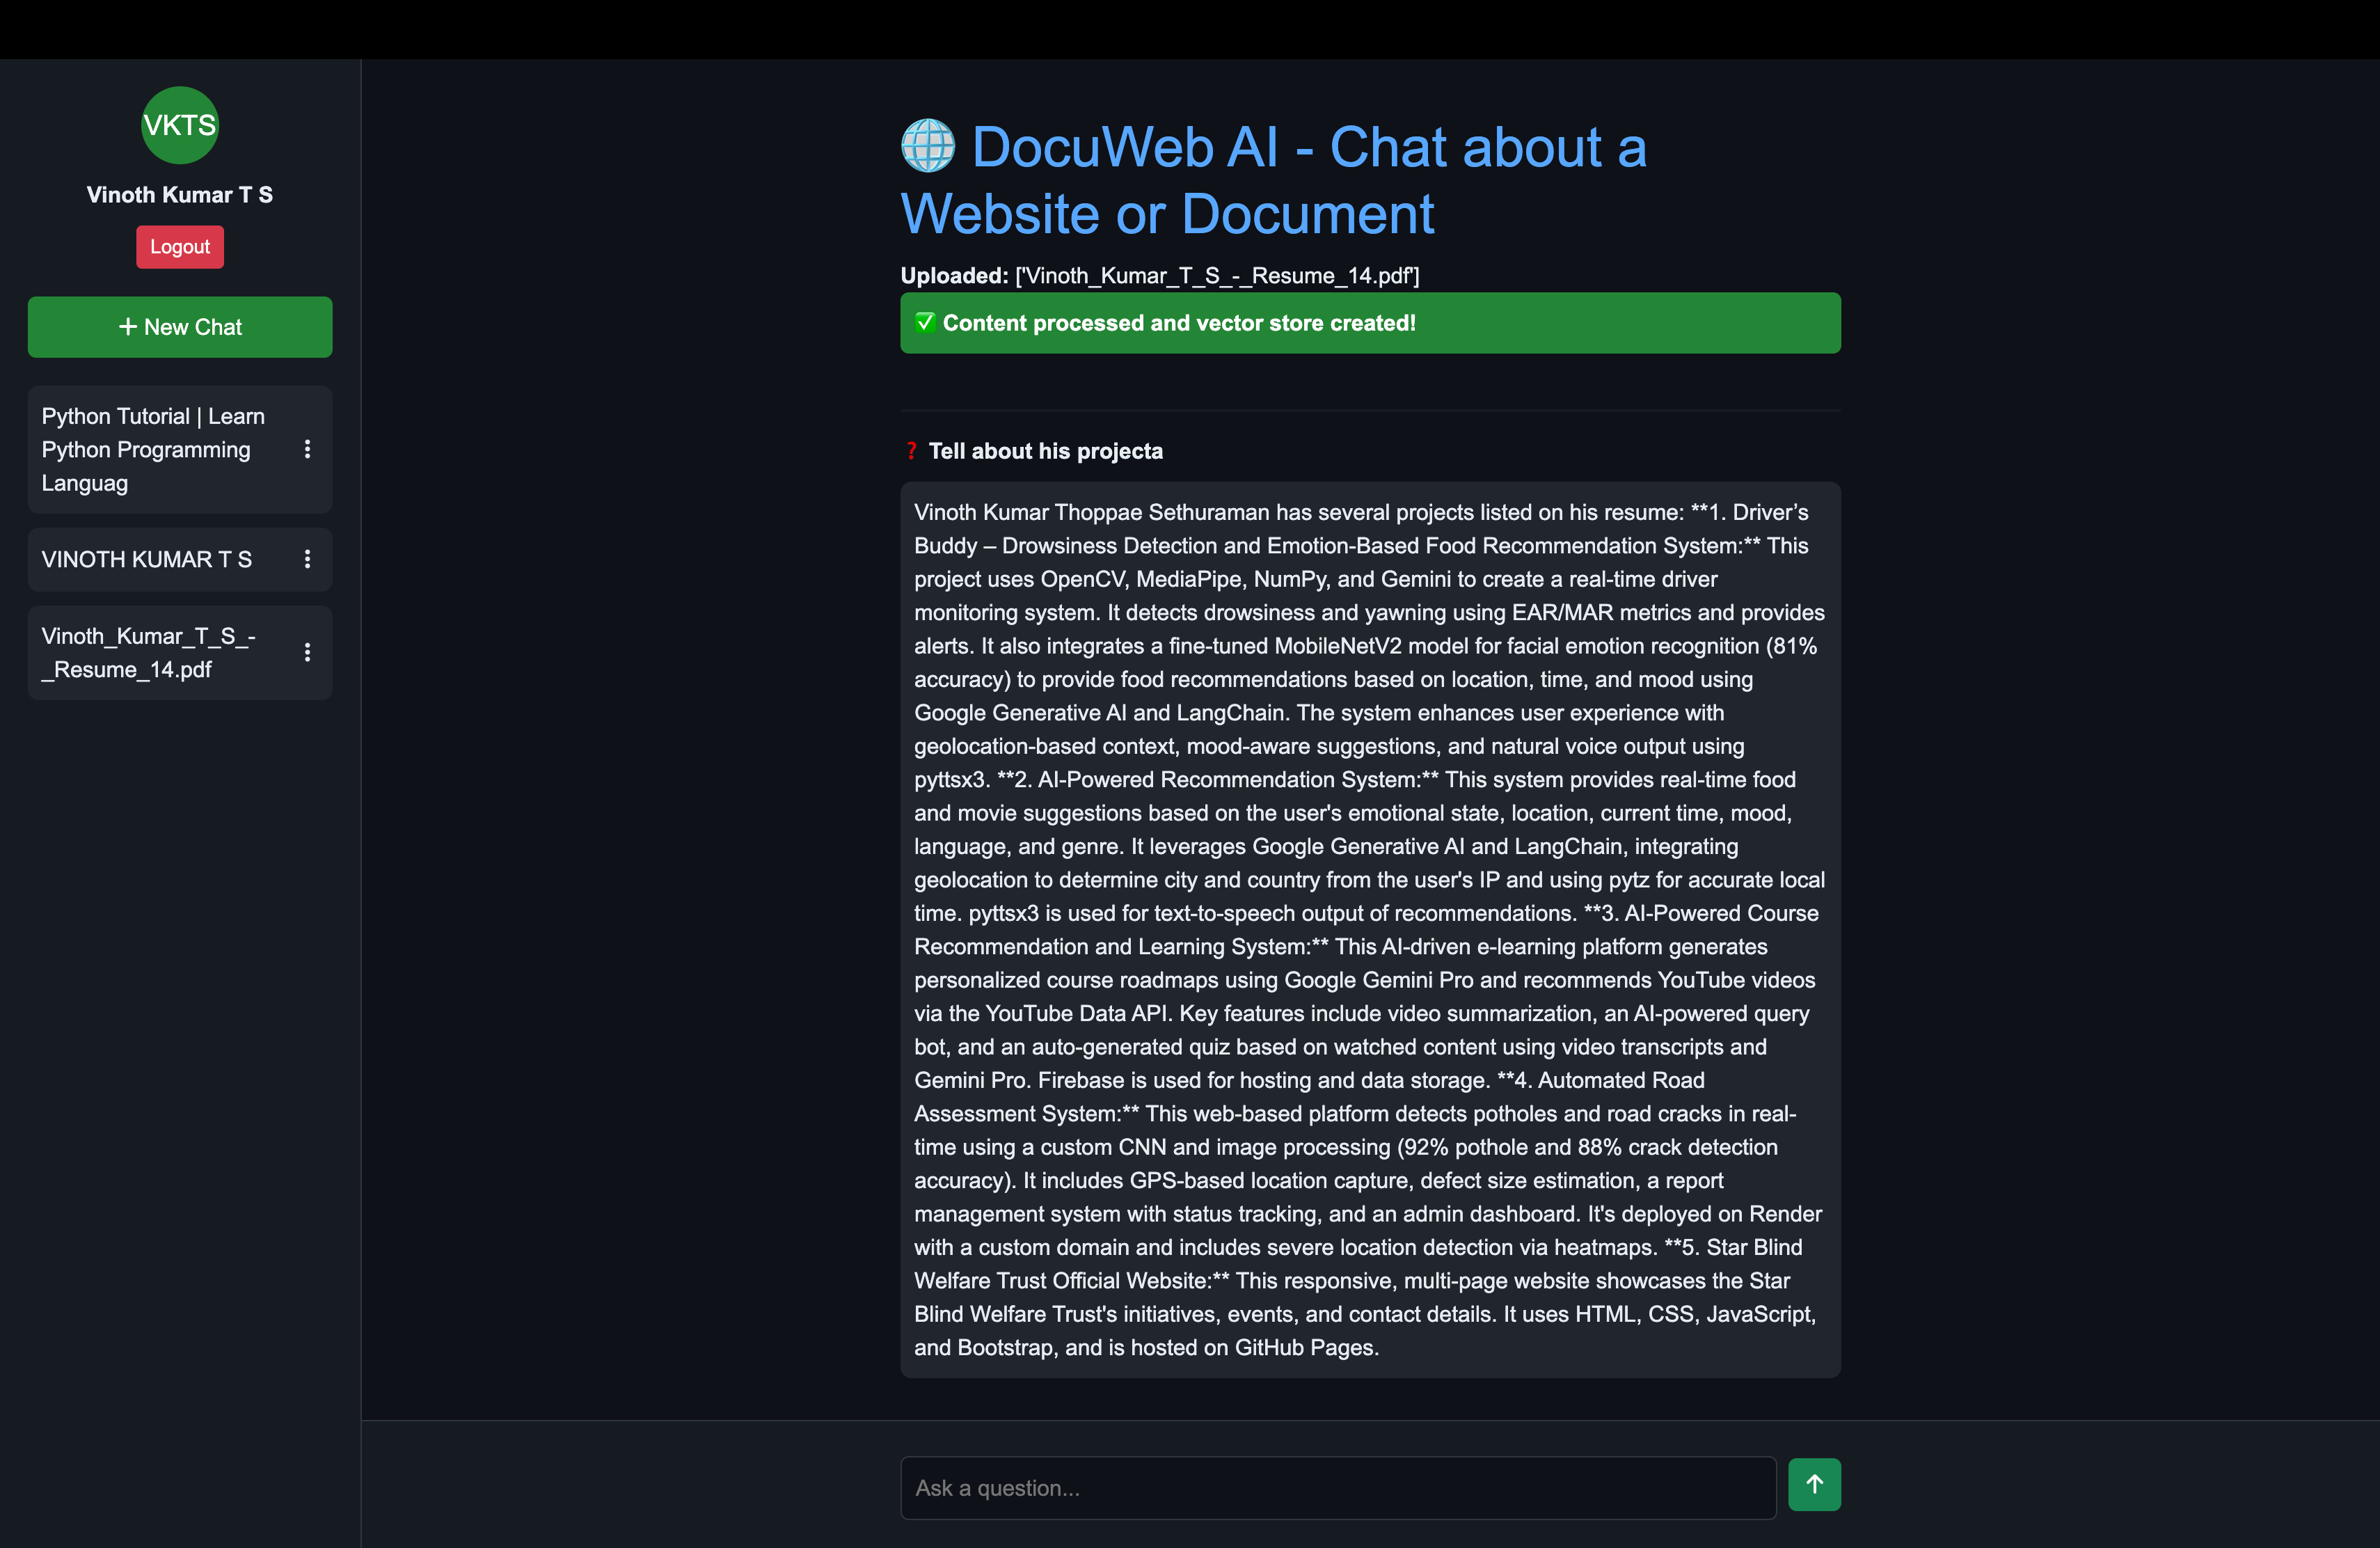 VKTS
Vinoth Kumar T S
Logout
+ New Chat
Python Tutorial | Learn
Python Programming
Languag
VINOTH KUMAR T S
Vinoth_Kumar_T_S_-
_Resume_14.pdf
🌐 DocuWeb AI - Chat about a
Website or Document
Uploaded: ['Vinoth_Kumar_T_S_-_Resume_14.pdf']
✅ Content processed and vector store created!
❓ Tell about his projecta
Vinoth Kumar Thoppae Sethuraman has several projects listed on his resume: **1. Driver’s
Buddy – Drowsiness Detection and Emotion-Based Food Recommendation System:** This
project uses OpenCV, MediaPipe, NumPy, and Gemini to create a real-time driver
monitoring system. It detects drowsiness and yawning using EAR/MAR metrics and provides
alerts. It also integrates a fine-tuned MobileNetV2 model for facial emotion recognition (81%
accuracy) to provide food recommendations based on location, time, and mood using
Google Generative AI and LangChain. The system enhances user experience with
geolocation-based context, mood-aware suggestions, and natural voice output using
pyttsx3. **2. AI-Powered Recommendation System:** This system provides real-time food
and movie suggestions based on the user's emotional state, location, current time, mood,
language, and genre. It leverages Google Generative AI and LangChain, integrating
geolocation to determine city and country from the user's IP and using pytz for accurate local
time. pyttsx3 is used for text-to-speech output of recommendations. **3. AI-Powered Course
Recommendation and Learning System:** This AI-driven e-learning platform generates
personalized course roadmaps using Google Gemini Pro and recommends YouTube videos
via the YouTube Data API. Key features include video summarization, an AI-powered query
bot, and an auto-generated quiz based on watched content using video transcripts and
Gemini Pro. Firebase is used for hosting and data storage. **4. Automated Road
Assessment System:** This web-based platform detects potholes and road cracks in real-
time using a custom CNN and image processing (92% pothole and 88% crack detection
accuracy). It includes GPS-based location capture, defect size estimation, a report
management system with status tracking, and an admin dashboard. It's deployed on Render
with a custom domain and includes severe location detection via heatmaps. **5. Star Blind
Welfare Trust Official Website:** This responsive, multi-page website showcases the Star
Blind Welfare Trust's initiatives, events, and contact details. It uses HTML, CSS, JavaScript,
and Bootstrap, and is hosted on GitHub Pages.
Ask a question...